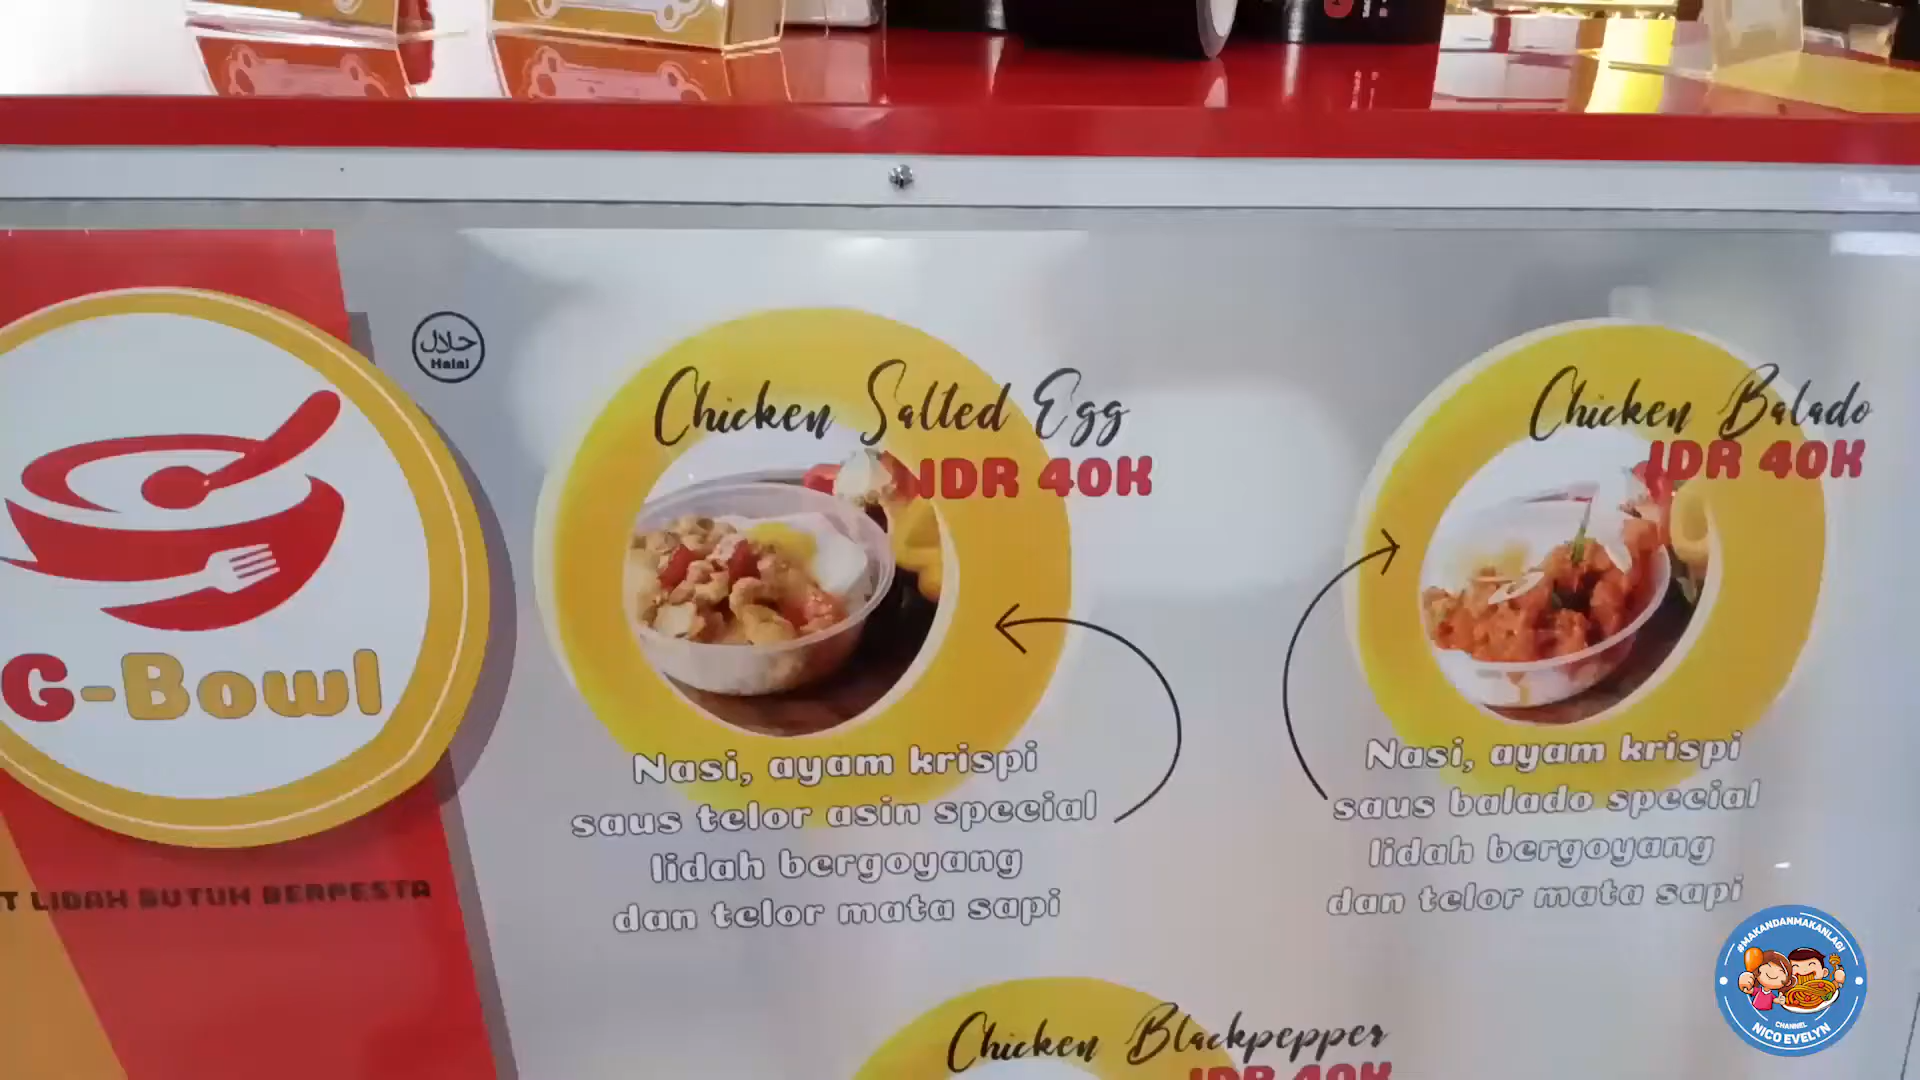 حلال
Halal
G-Bowl
LIDAH BUTUH BERPESTA
Chicken Salted Egg
IDR 40K
Nasi, ayam krispi
saus telor asin special
lidah bergoyang
dan telor mata sapi
Chicken Balado
IDR 40K
Nasi, ayam krispi
saus balado special
lidah bergoyang
dan telor mata sapi
Chicken Blackpepper
IDR 40K
#MAKANDANMAKANLAGI
CHANNEL
NICO EVELYN